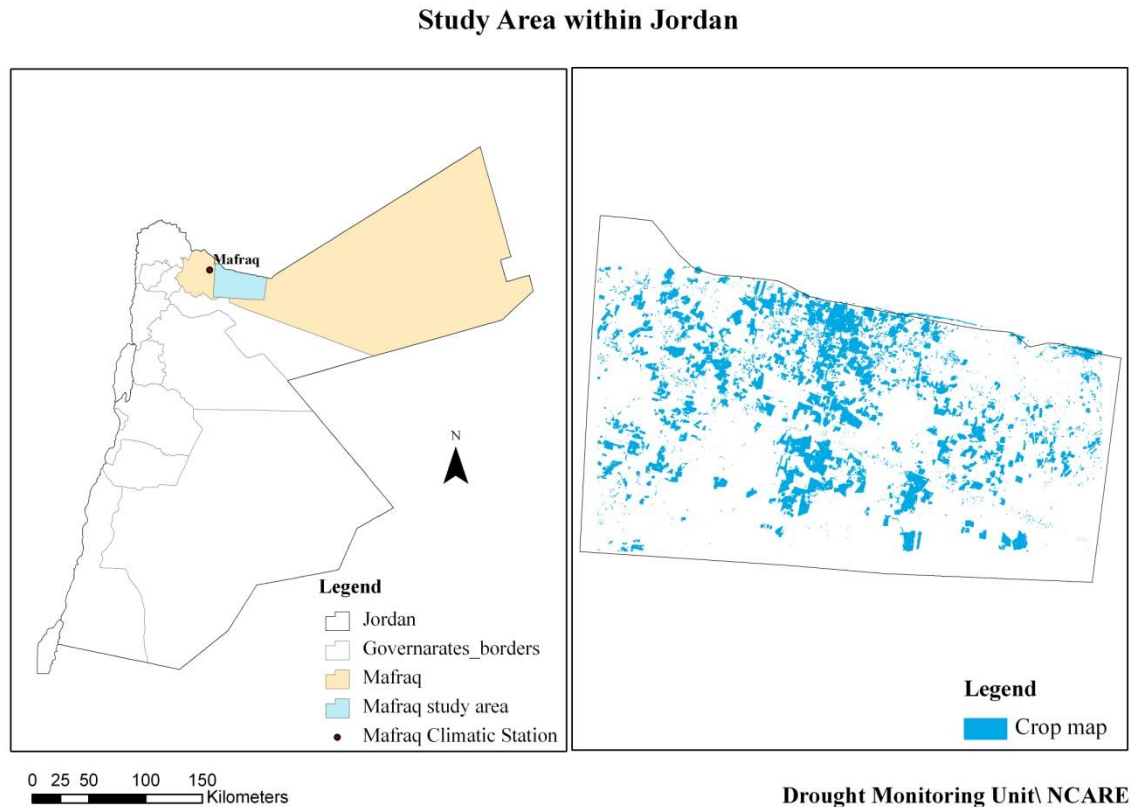 Study Area within Jordan
Mafraq
N
Legend
Jordan
Governarates_borders
Mafraq
Mafraq study area
Mafraq Climatic Station
Legend
Crop map
0 25 50 100 150
Kilometers
Drought Monitoring Unit\ NCARE